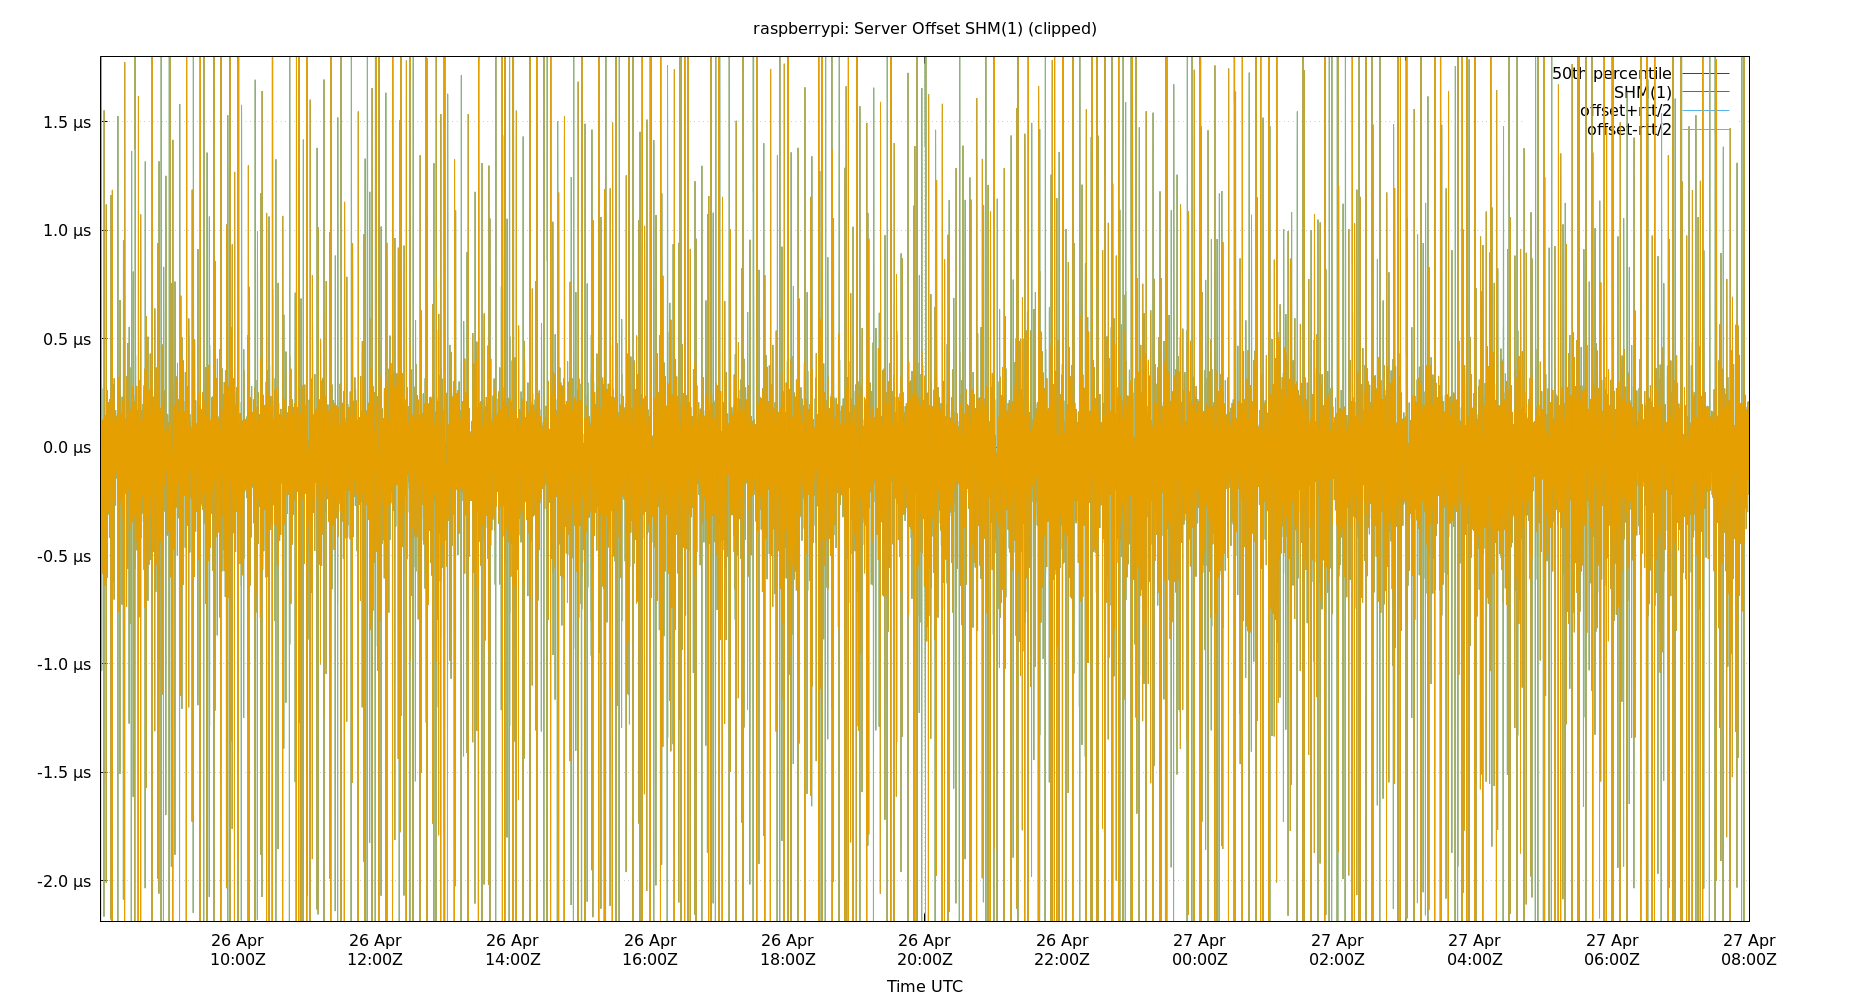 raspberrypi: Server Offset SHM(1) (clipped)
50th percentile
SHM(1)
offset+rtt/2
offset-rtt/2
1.5 µs
1.0 µs
0.5 µs
0.0 µs
-0.5 µs
-1.0 µs
-1.5 µs
-2.0 µs
26 Apr 26 Apr 26 Apr 26 Apr 26 Apr 26 Apr 26 Apr 27 Apr 27 Apr 27 Apr 27 Apr 27 Apr
10:00Z 12:00Z 14:00Z 16:00Z 18:00Z 20:00Z 22:00Z 00:00Z 02:00Z 04:00Z 06:00Z 08:00Z
Time UTC